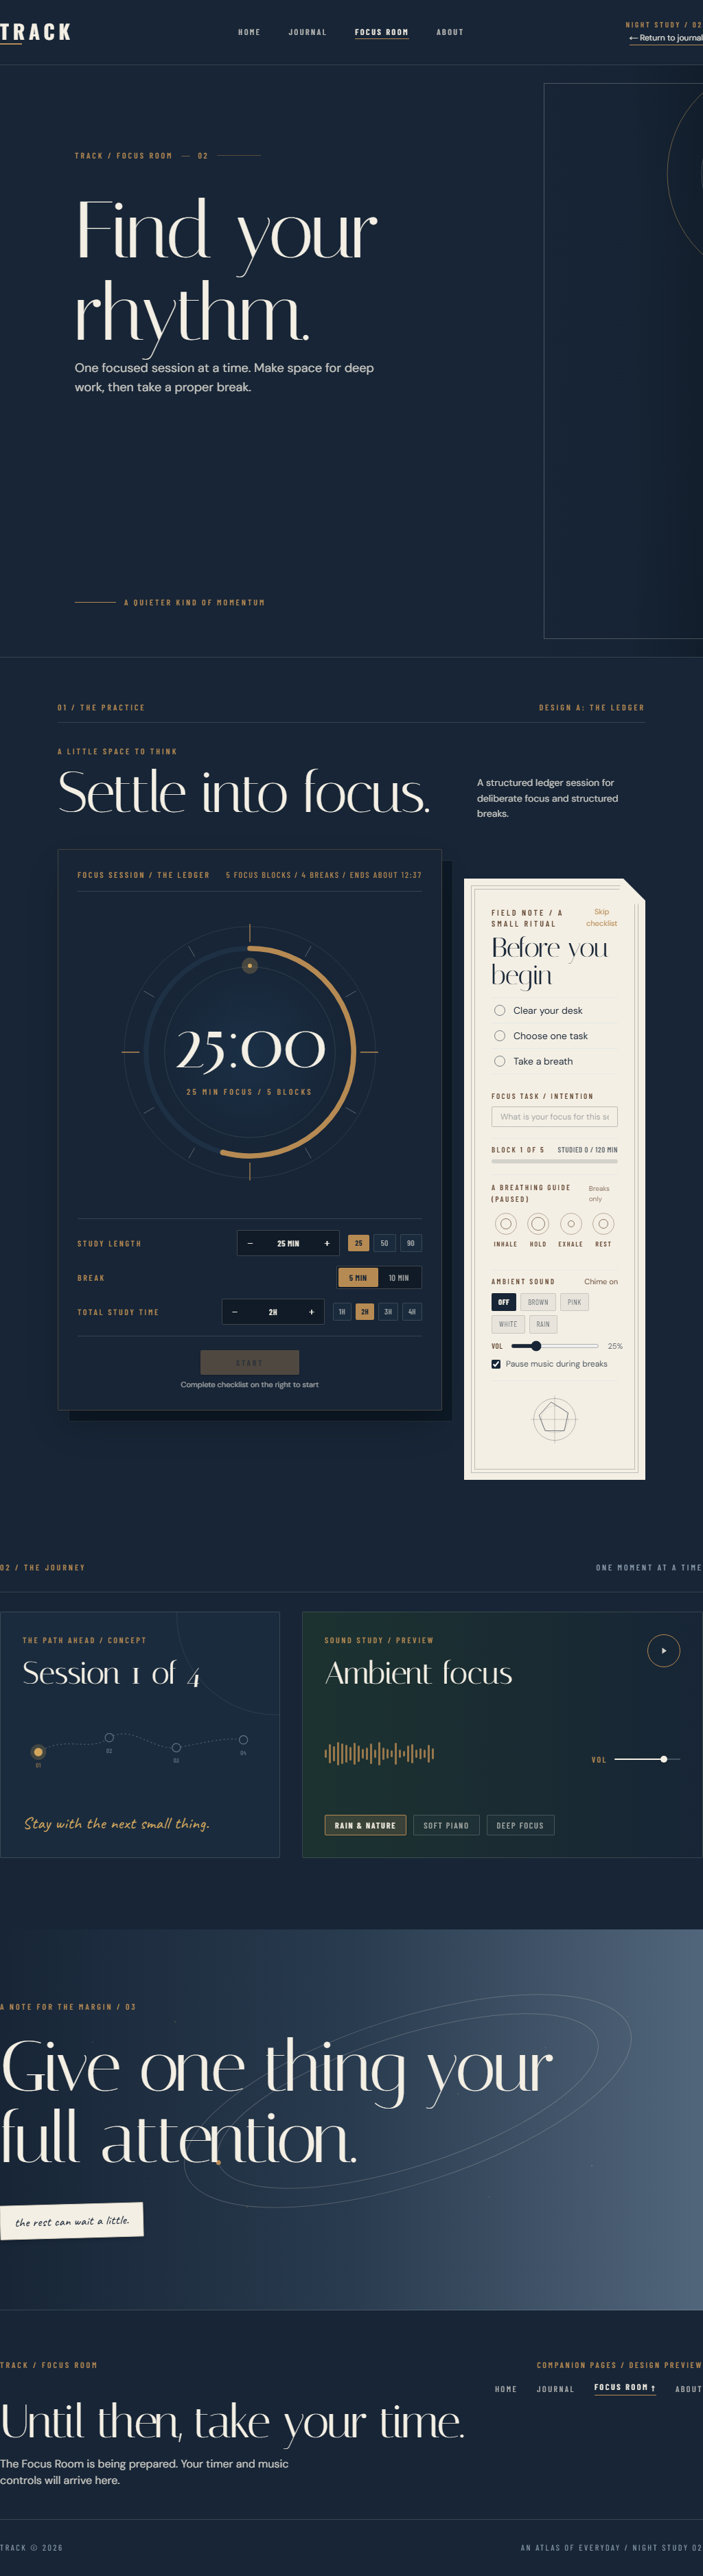 TRACK
HOME
JOURNAL
FOCUS ROOM
ABOUT
NIGHT STUDY / 02
← Return to journal
TRACK / FOCUS ROOM — 02
Find your
rhythm.
One focused session at a time. Make space for deep
work, then take a proper break.
A QUIETER KIND OF MOMENTUM
01 / THE PRACTICE
DESIGN A: THE LEDGER
A LITTLE SPACE TO THINK
Settle into focus.
A structured ledger session for
deliberate focus and structured
breaks.
FOCUS SESSION / THE LEDGER
5 FOCUS BLOCKS / 4 BREAKS / ENDS ABOUT 12:37
25:00
25 MIN FOCUS / 5 BLOCKS
STUDY LENGTH
− 25 MIN +
25 50 90
BREAK
5 MIN 10 MIN
TOTAL STUDY TIME
− 2H +
1H 2H 3H 4H
START
Complete checklist on the right to start
FIELD NOTE / A
SMALL RITUAL
Skip
checklist
Before you
begin
Clear your desk
Choose one task
Take a breath
FOCUS TASK / INTENTION
What is your focus for this se
BLOCK 1 OF 5
STUDIED 0 / 120 MIN
A BREATHING GUIDE
(PAUSED)
Breaks
only
INHALE HOLD EXHALE REST
AMBIENT SOUND
Chime on
OFF BROWN PINK
WHITE RAIN
VOL 25%
Pause music during breaks
02 / THE JOURNEY
ONE MOMENT AT A TIME
THE PATH AHEAD / CONCEPT
Session 1 of 4
01
02
03
04
Stay with the next small thing.
SOUND STUDY / PREVIEW
Ambient focus
VOL
RAIN & NATURE
SOFT PIANO
DEEP FOCUS
A NOTE FOR THE MARGIN / 03
Give one thing your
full attention.
the rest can wait a little.
TRACK / FOCUS ROOM
Until then, take your time.
The Focus Room is being prepared. Your timer and music
controls will arrive here.
COMPANION PAGES / DESIGN PREVIEW
HOME
JOURNAL
FOCUS ROOM ↑
ABOUT
TRACK © 2026
AN ATLAS OF EVERYDAY / NIGHT STUDY 02